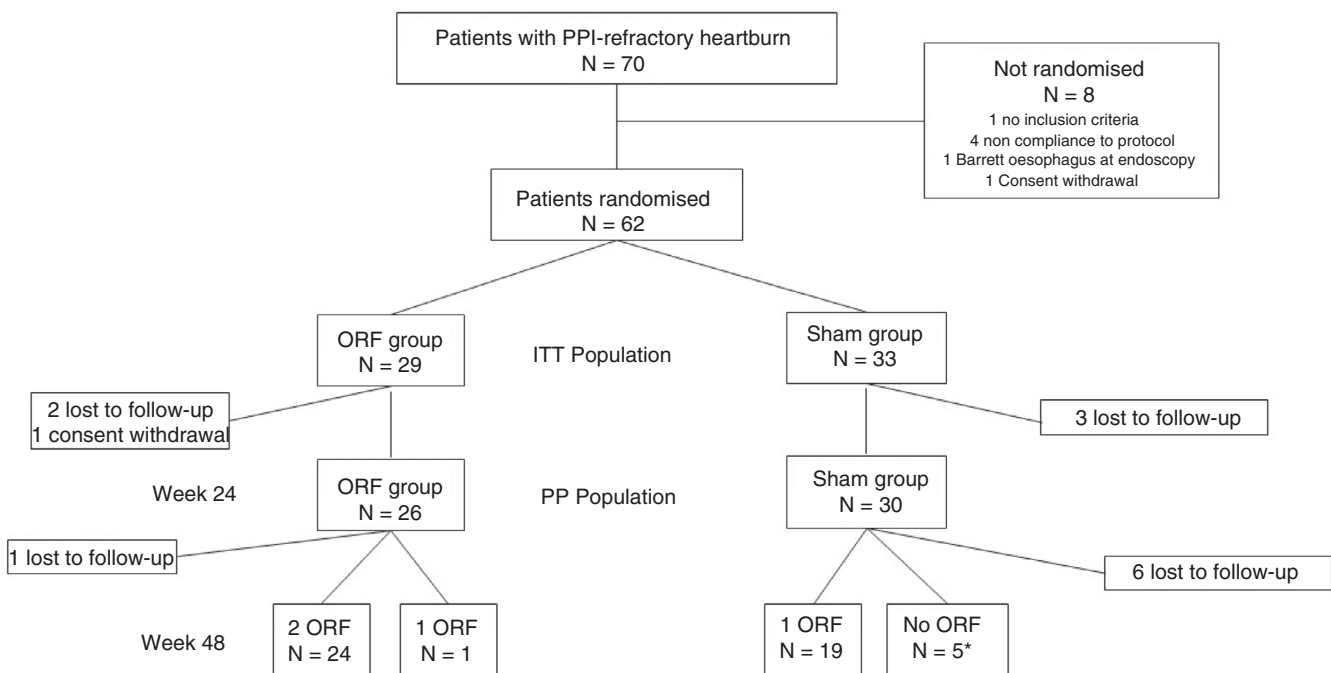 Patients with PPI-refractory heartburn
N = 70
Not randomised
N = 8
1 no inclusion criteria
4 non compliance to protocol
1 Barrett oesophagus at endoscopy
1 Consent withdrawal
Patients randomised
N = 62
ORF group
N = 29
ITT Population
Sham group
N = 33
2 lost to follow-up
1 consent withdrawal
3 lost to follow-up
Week 24
ORF group
N = 26
PP Population
Sham group
N = 30
1 lost to follow-up
6 lost to follow-up
Week 48
2 ORF
N = 24
1 ORF
N = 1
1 ORF
N = 19
No ORF
N = 5*